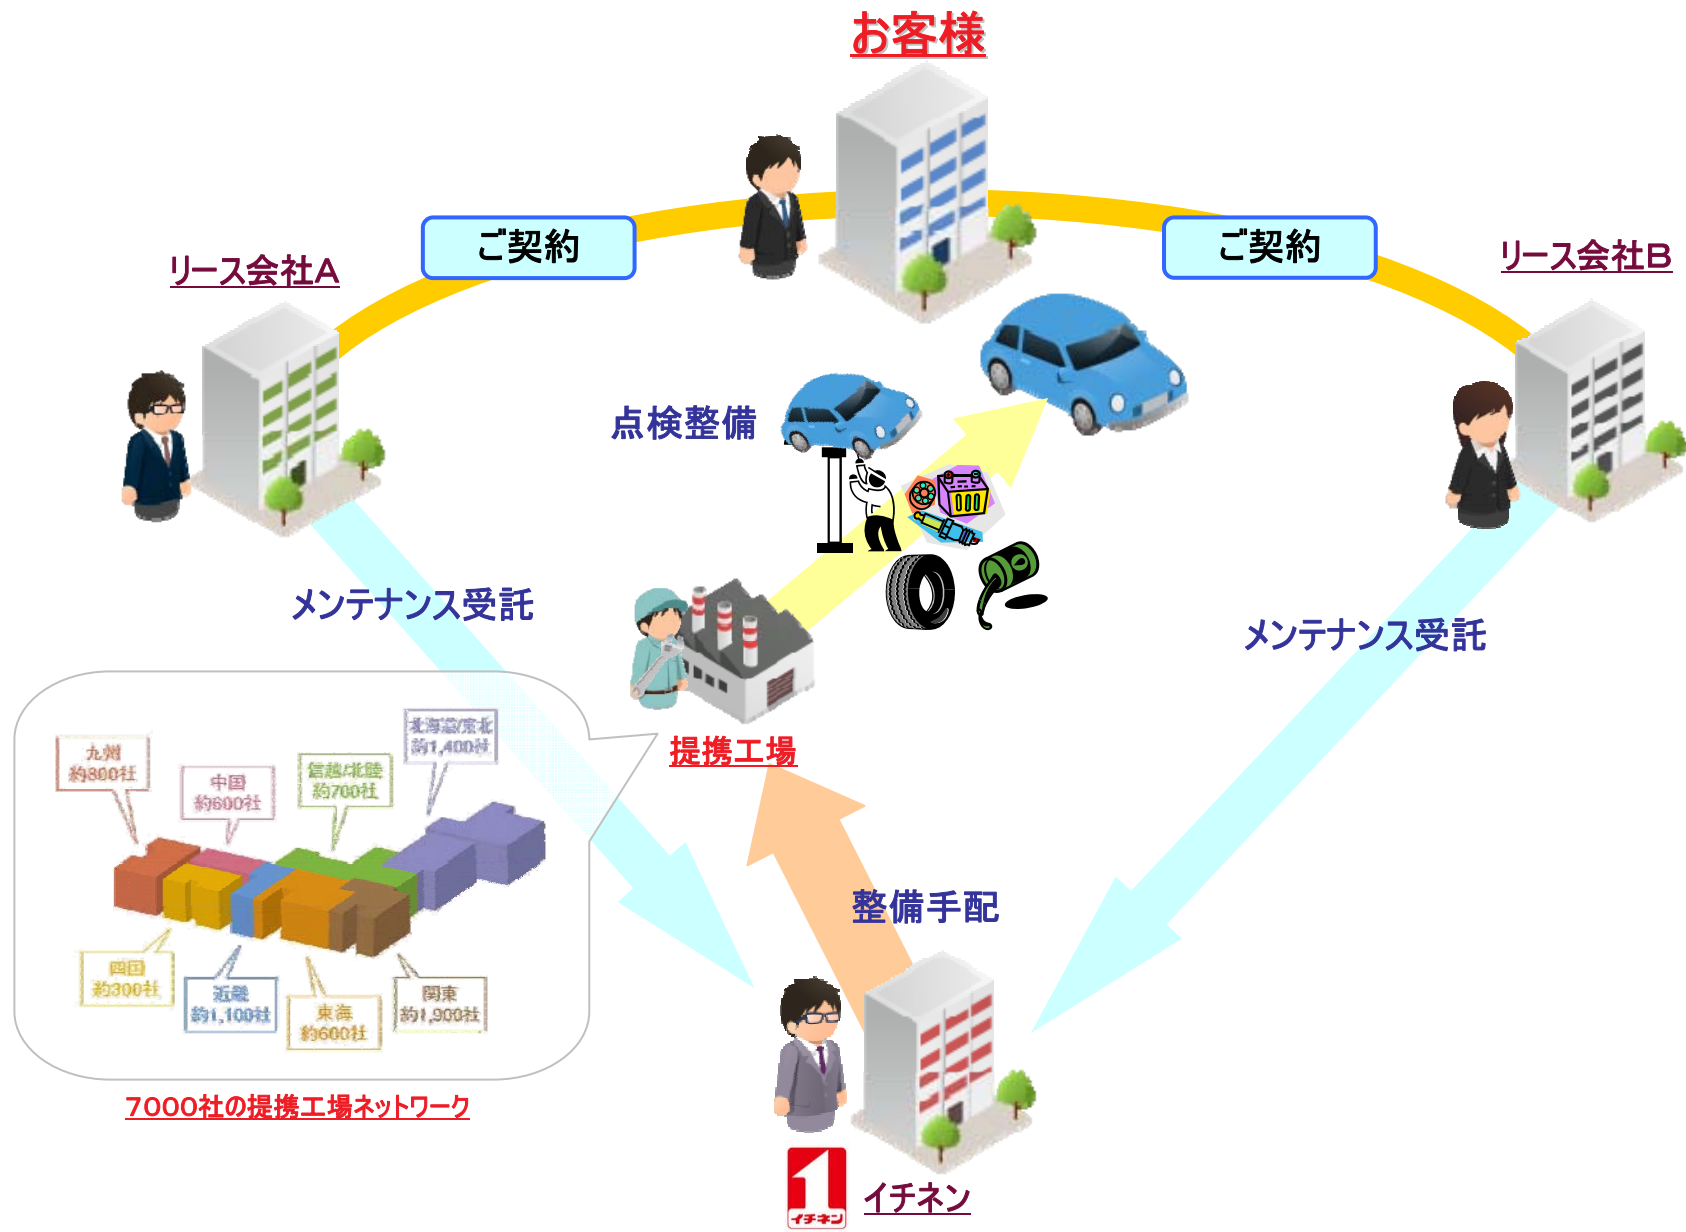 お客様
ご契約
ご契約
リース会社A
リース会社B
点検整備
メンテナンス受託
メンテナンス受託
提携工場
北海道/東北
約1,400社
九州
約800社
信越/北陸
約700社
中国
約600社
四国
約300社
近畿
約1,100社
東海
約600社
関東
約1,900社
整備手配
7000社の提携工場ネットワーク
イチネン
イチネン